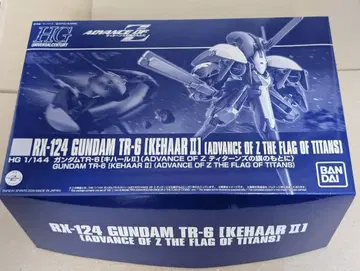 HG
UNIVERSAL CENTURY
ADVANCE OF Z
RX-124 GUNDAM TR-6 [KEHAAR II] (ADVANCE OF Z THE FLAG OF TITANS)
HG 1/144 ガンダムTR-6[キハールII](ADVANCE OF Z ティターンズの旗のもとに)
GUNDAM TR-6 [KEHAAR II] (ADVANCE OF Z THE FLAG OF TITANS)
BAN
DAI
RX-124 GUNDAM TR-6 [KEHAAR II]
(ADVANCE OF Z THE FLAG OF TITANS)